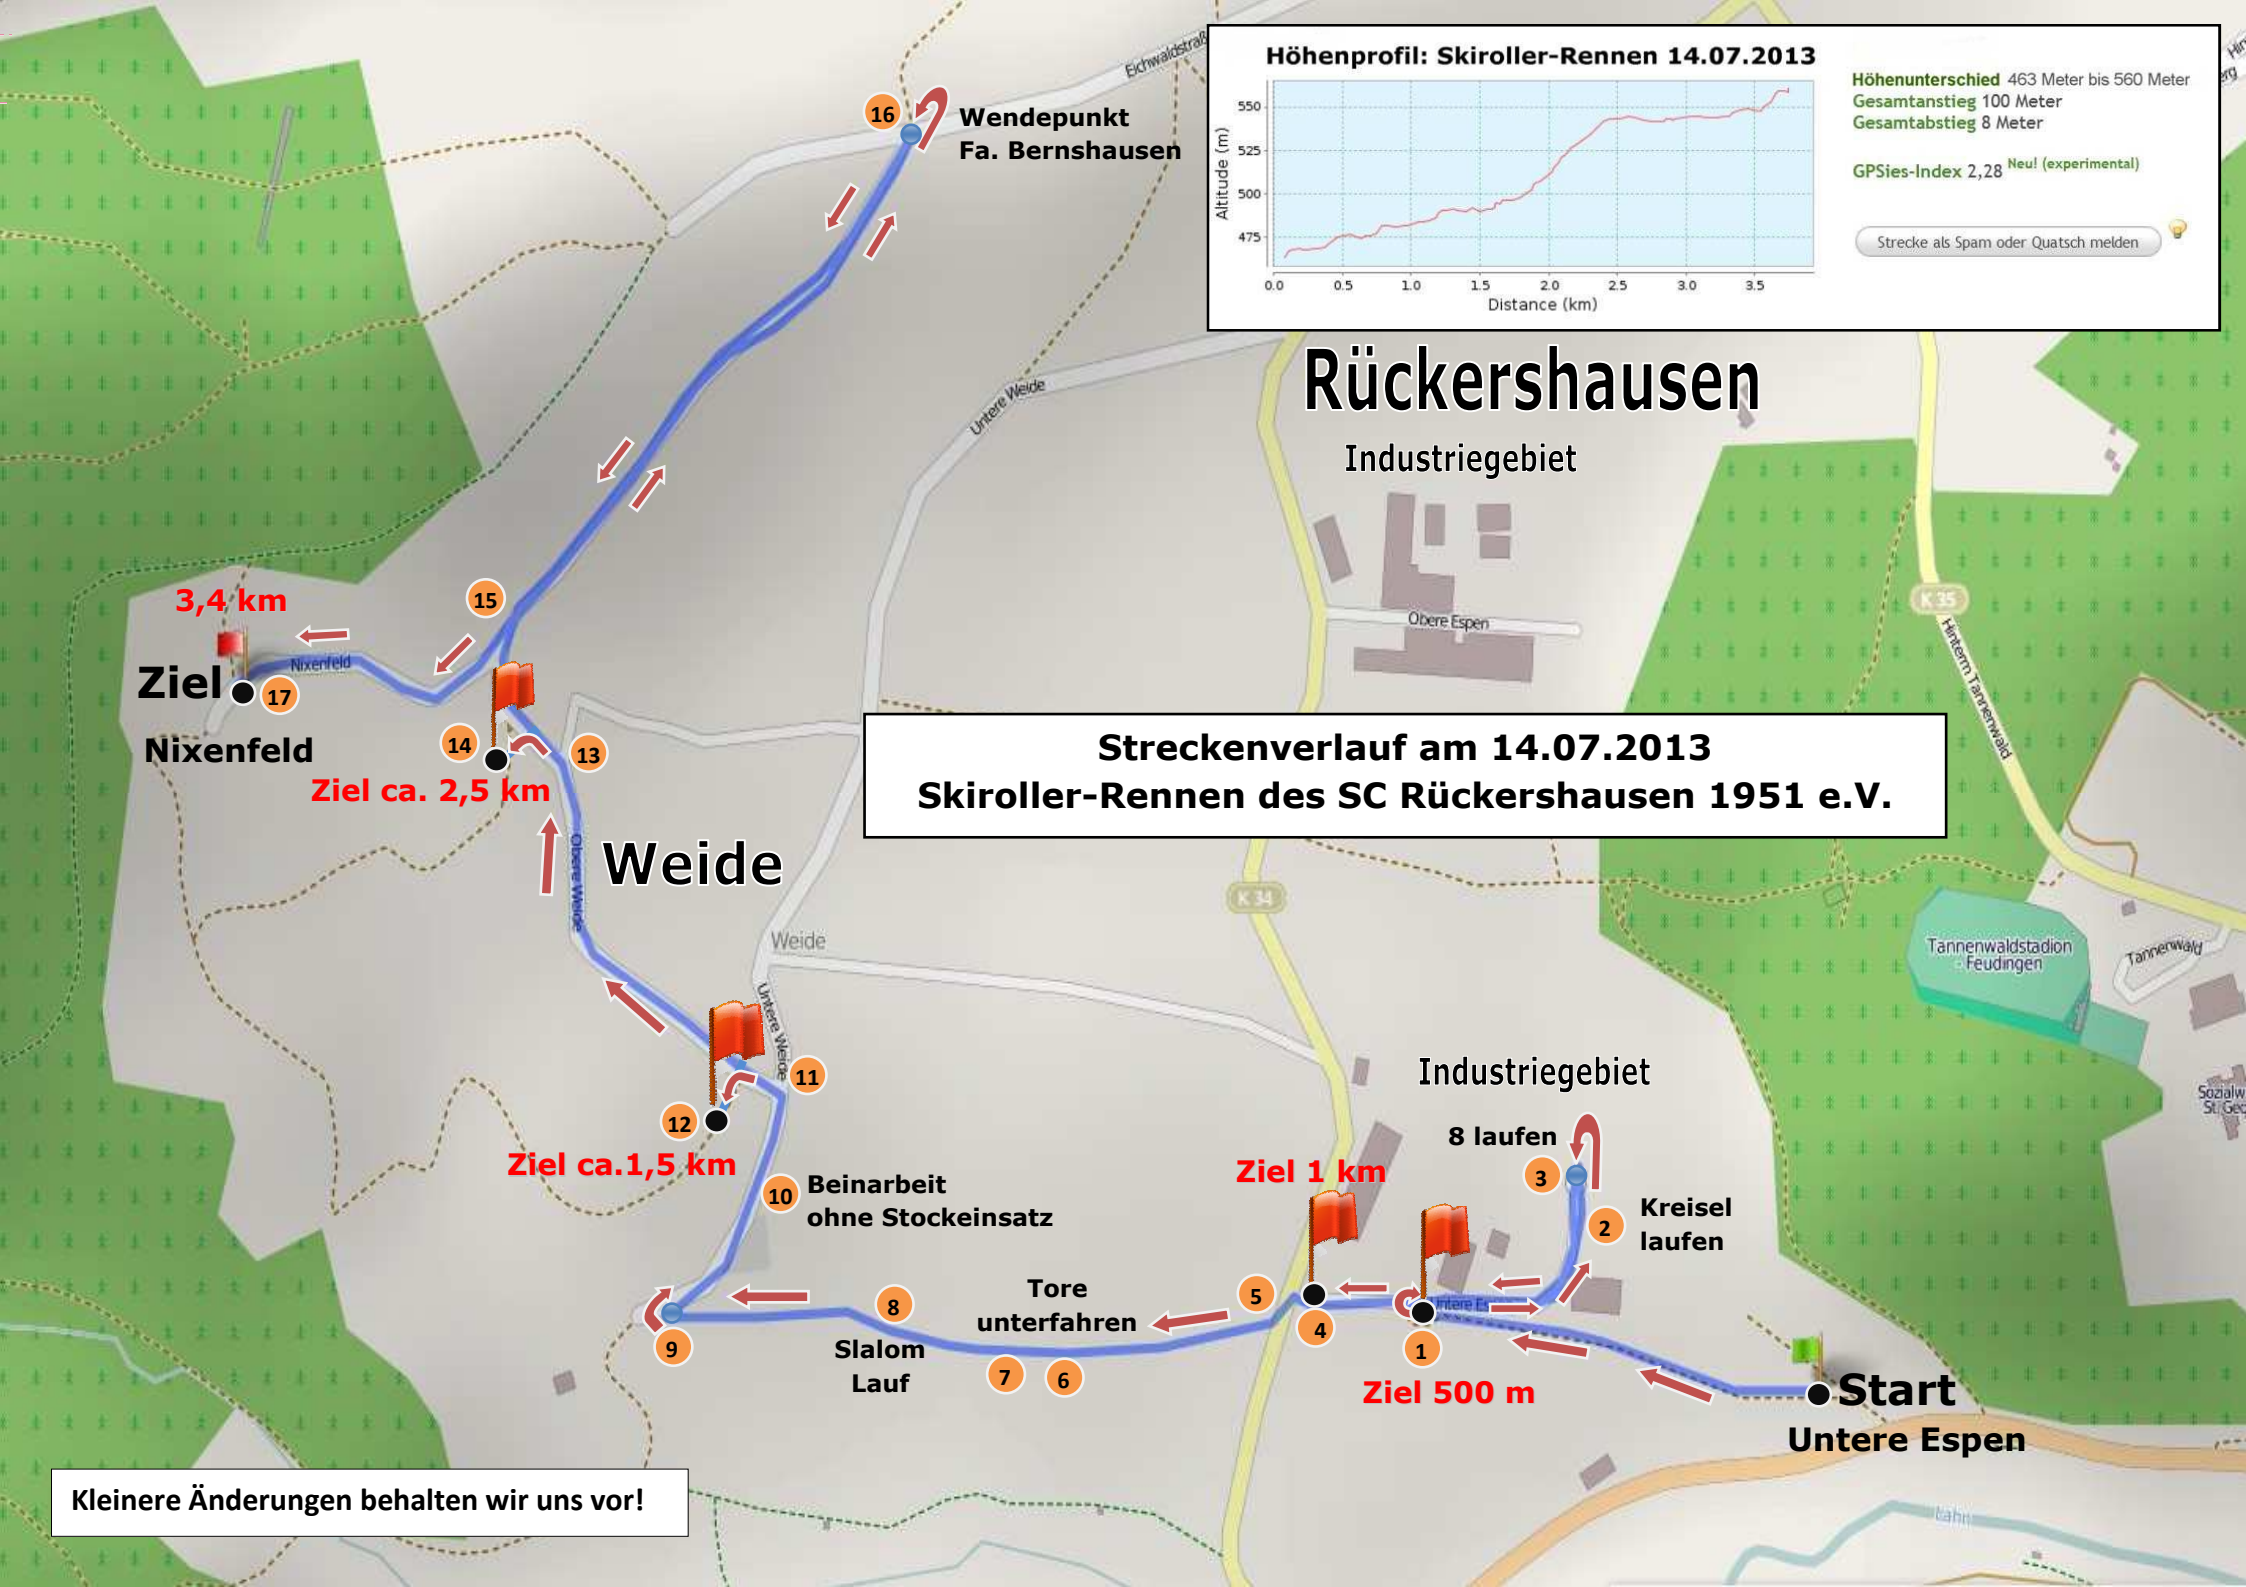 Höhenprofil: Skiroller-Rennen 14.07.2013
Altitude (m)
550
525
500
475
0.0 0.5 1.0 1.5 2.0 2.5 3.0 3.5
Distance (km)
Höhenunterschied 463 Meter bis 560 Meter
Gesamtanstieg 100 Meter
Gesamtabstieg 8 Meter
GPSies-Index 2,28 Neu! (experimental)
Strecke als Spam oder Quatsch melden
16
Wendepunkt
Fa. Bernshausen
Untere Weide
Rückershausen
Industriegebiet
Obere Espen
K 35
Hinterm Tannenwald
15
3,4 km
Nixenfeld
Ziel
17
Nixenfeld
14
13
Ziel ca. 2,5 km
Streckenverlauf am 14.07.2013
Skiroller-Rennen des SC Rückershausen 1951 e.V.
Obere Weide
Weide
K 34
Weide
Untere Weide
Tannenwaldstadion
- Feudingen
Tannenwald
11
12
Ziel ca.1,5 km
Industriegebiet
8 laufen
3
Ziel 1 km
2
Kreisel
laufen
10
Beinarbeit
ohne Stockeinsatz
Tore
unterfahren
5
8
4
1
9
Slalom
Lauf
7
6
Ziel 500 m
Start
Untere Espen
Kleinere Änderungen behalten wir uns vor!
Lahn